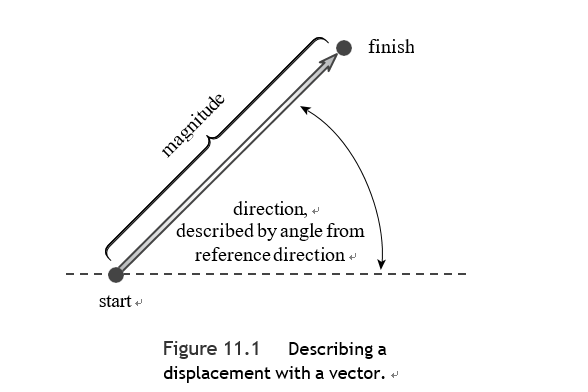 finish
magnitude
direction,
described by angle from
reference direction
start
Figure 11.1 Describing a
displacement with a vector.